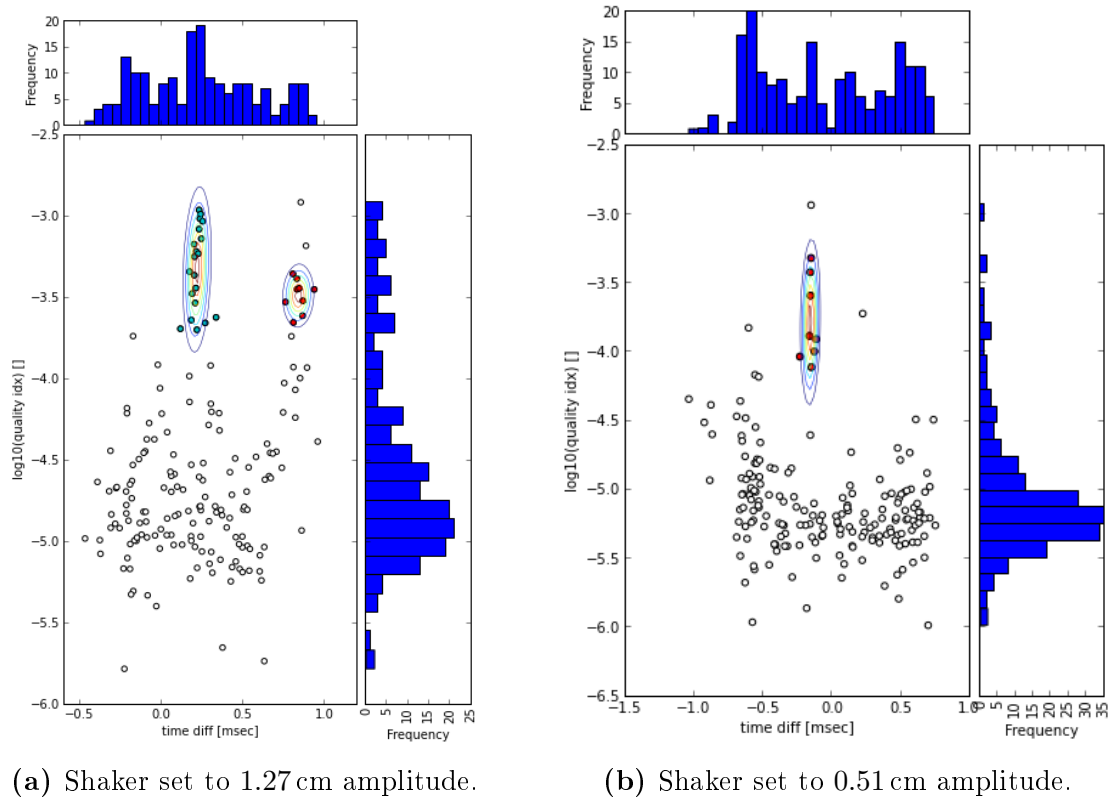 20
15
10
5
0
Frequency
-2.5
-3.0
-3.5
-4.0
-4.5
-5.0
-5.5
-6.0
log10(quality idx) []
-0.5 0.0 0.5 1.0
time diff [msec]
0 5 10 15 20 25
Frequency
(a) Shaker set to 1.27 cm amplitude.
20
15
10
5
0
Frequency
-2.5
-3.0
-3.5
-4.0
-4.5
-5.0
-5.5
-6.0
-6.5
log10(quality idx) []
-1.5 -1.0 -0.5 0.0 0.5 1.0
time diff [msec]
0 5 10 15 20 25 30 35
Frequency
(b) Shaker set to 0.51 cm amplitude.